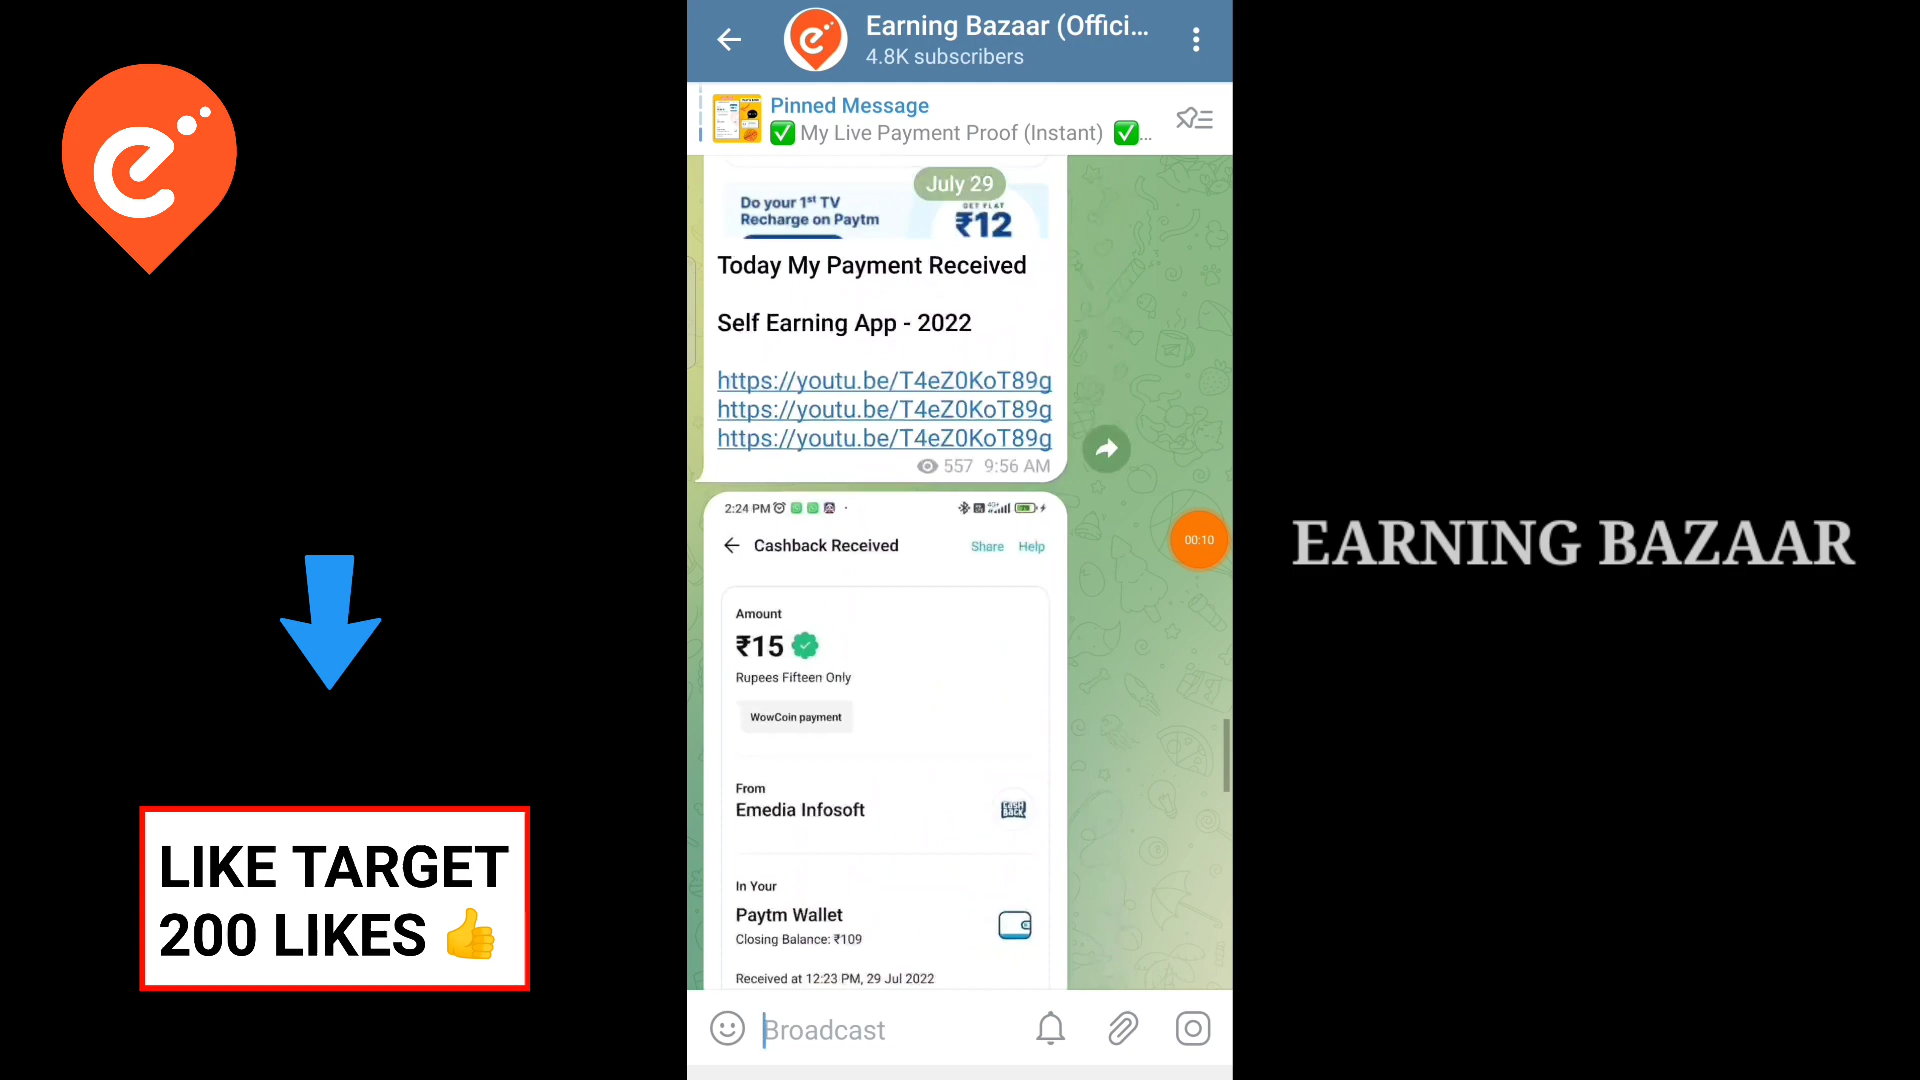 Earning Bazaar (Offici...
4.8K subscribers
Pinned Message
✅ My Live Payment Proof (Instant) ✅...
July 29
Do your 1st TV
Recharge on Paytm
GET FLAT
₹12
Today My Payment Received
Self Earning App - 2022
https://youtu.be/T4eZ0KoT89g
https://youtu.be/T4eZ0KoT89g
https://youtu.be/T4eZ0KoT89g
557 9:56 AM
2:24 PM
Cashback Received Share Help
Amount
₹15
Rupees Fifteen Only
WowCoin payment
From
Emedia Infosoft
CASH
BACK
In Your
Paytm Wallet
Closing Balance: ₹109
Received at 12:23 PM, 29 Jul 2022
Broadcast
00:10
LIKE TARGET
200 LIKES 👍
EARNING BAZAAR